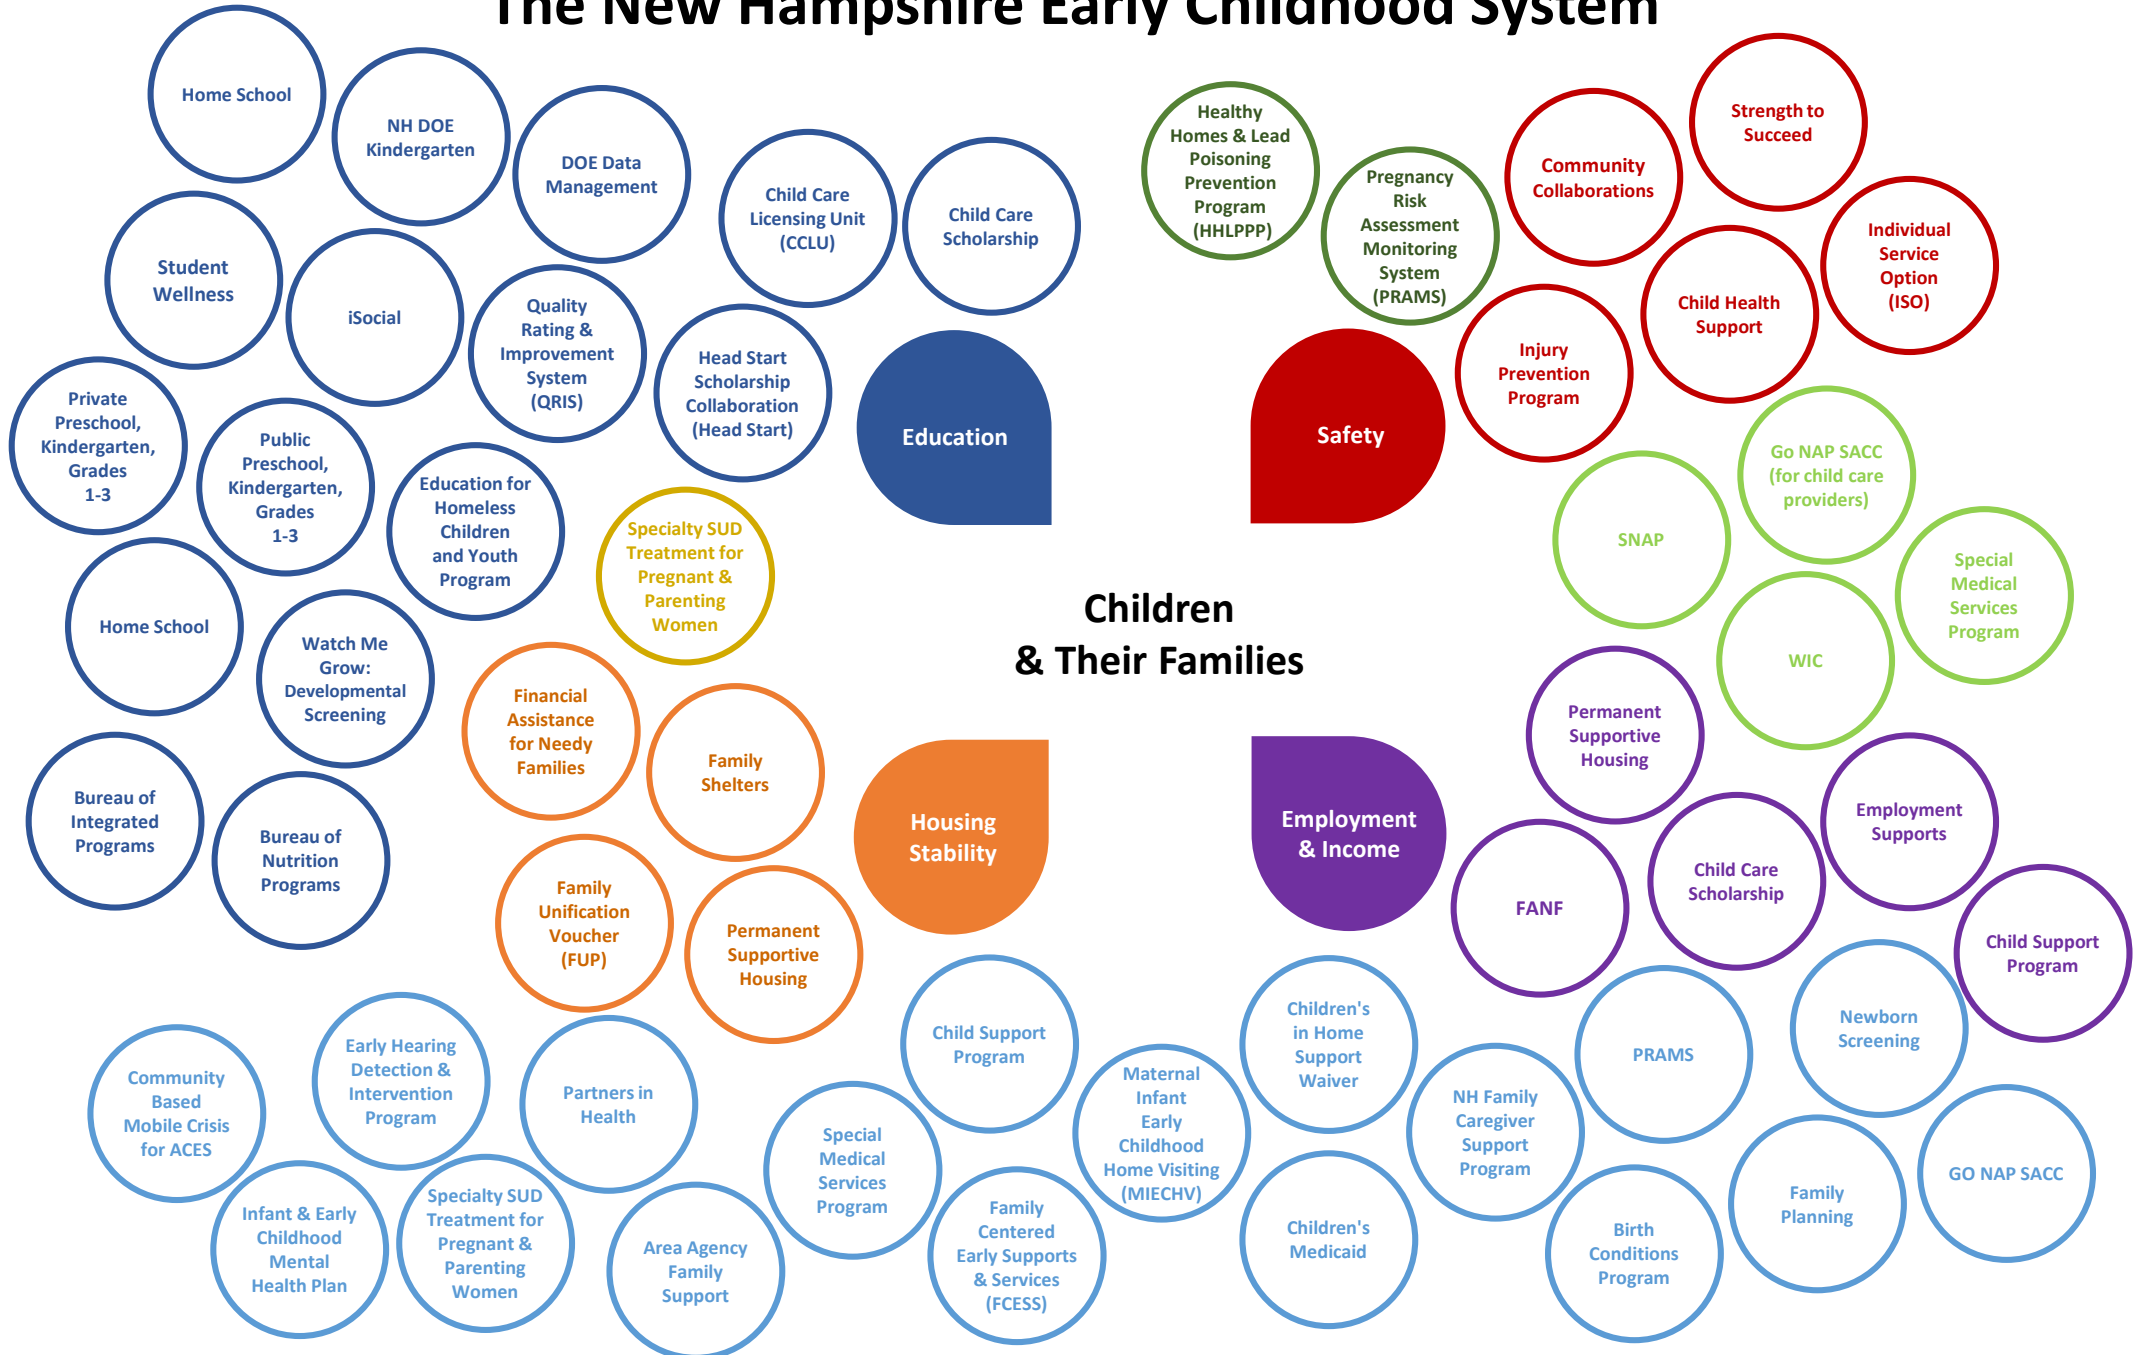 The New Hampshire Early Childhood System
Home School
NH DOE
Kindergarten
DOE Data
Management
Child Care
Licensing Unit
(CCLU)
Child Care
Scholarship
Student
Wellness
iSocial
Quality
Rating &
Improvement
System
(QRIS)
Head Start
Scholarship
Collaboration
(Head Start)
Private
Preschool,
Kindergarten,
Grades
1-3
Public
Preschool,
Kindergarten,
Grades
1-3
Education for
Homeless
Children
and Youth
Program
Home School
Watch Me
Grow:
Developmental
Screening
Bureau of
Integrated
Programs
Bureau of
Nutrition
Programs
Education
Specialty SUD
Treatment for
Pregnant &
Parenting
Women
Healthy
Homes & Lead
Poisoning
Prevention
Program
(HHLPPP)
Pregnancy
Risk
Assessment
Monitoring
System
(PRAMS)
Community
Collaborations
Strength to
Succeed
Individual
Service
Option
(ISO)
Child Health
Support
Injury
Prevention
Program
Safety
Go NAP SACC
(for child care
providers)
SNAP
Special
Medical
Services
Program
WIC
Children
& Their Families
Financial
Assistance
for Needy
Families
Family
Shelters
Family
Unification
Voucher
(FUP)
Permanent
Supportive
Housing
Housing
Stability
Employment
& Income
Permanent
Supportive
Housing
Employment
Supports
Child Care
Scholarship
FANF
Child Support
Program
Community
Based
Mobile Crisis
for ACES
Early Hearing
Detection &
Intervention
Program
Partners in
Health
Infant & Early
Childhood
Mental
Health Plan
Specialty SUD
Treatment for
Pregnant &
Parenting
Women
Area Agency
Family
Support
Special
Medical
Services
Program
Child Support
Program
Family
Centered
Early Supports
& Services
(FCESS)
Maternal
Infant
Early
Childhood
Home Visiting
(MIECHV)
Children's
in Home
Support
Waiver
Children's
Medicaid
NH Family
Caregiver
Support
Program
PRAMS
Birth
Conditions
Program
Newborn
Screening
Family
Planning
GO NAP SACC